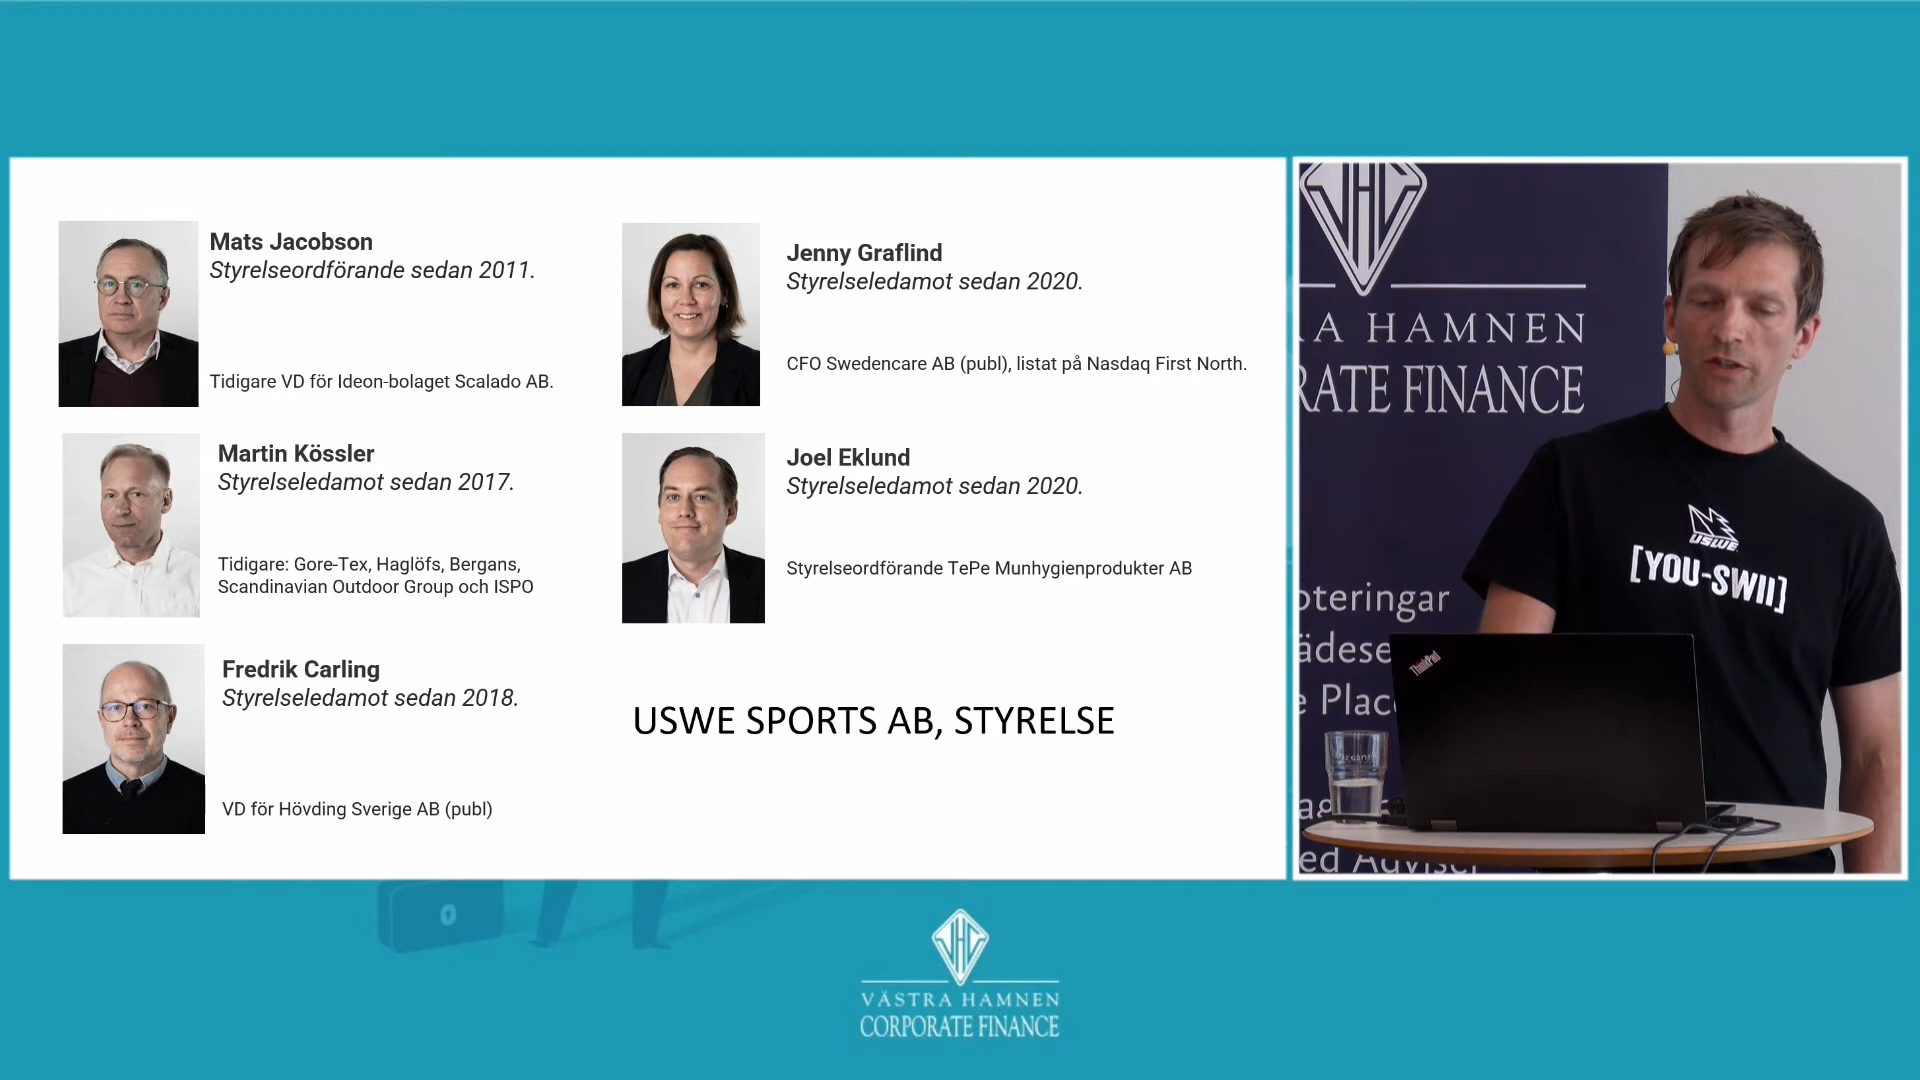 Mats Jacobson
Styrelseordförande sedan 2011.
Tidigare VD för Ideon-bolaget Scalado AB.
Martin Kössler
Styrelseledamot sedan 2017.
Tidigare: Gore-Tex, Haglöfs, Bergans,
Scandinavian Outdoor Group och ISPO
Fredrik Carling
Styrelseledamot sedan 2018.
VD för Hövding Sverige AB (publ)
Jenny Graflind
Styrelseledamot sedan 2020.
CFO Swedencare AB (publ), listat på Nasdaq First North.
Joel Eklund
Styrelseledamot sedan 2020.
Styrelseordförande TePe Munhygienprodukter AB
USWE SPORTS AB, STYRELSE
RA HAMNEN
RATE FINANCE
oteringar
ädese
e Plac
ed Adviser
USWE
[YOU-SWII]
ThinkPad
VHC
VÄSTRA HAMNEN
CORPORATE FINANCE